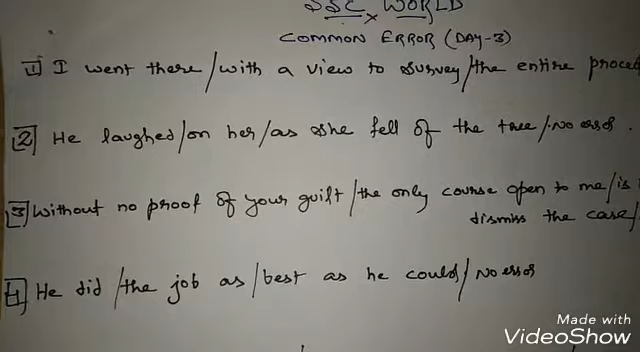 SSC WORLD
COMMON ERROR (DAY-3)
1 I went there / with a view to survey / the entire proced
2 He laughed / on her / as she fell of the tree / .No error .
3 Without no proof of your guilt / the only course open to me / is
dismiss the case /
4 He did / the job as / best as he could / No error
Made with
VideoShow